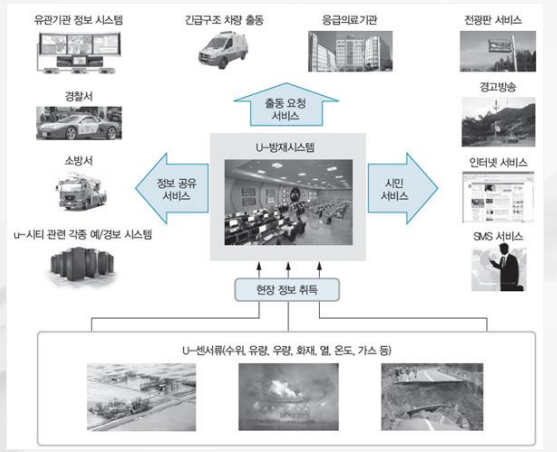 유관기관 정보 시스템
긴급구조 차량 출동
응급의료기관
전광판 서비스
경찰서
경고방송
출동 요청
서비스
U-방재시스템
소방서
정보 공유
서비스
시민
서비스
인터넷 서비스
u-시티 관련 각종 예/경보 시스템
SMS 서비스
현장 정보 취득
U-센서류(수위, 유량, 우량, 화재, 열, 온도, 가스 등)